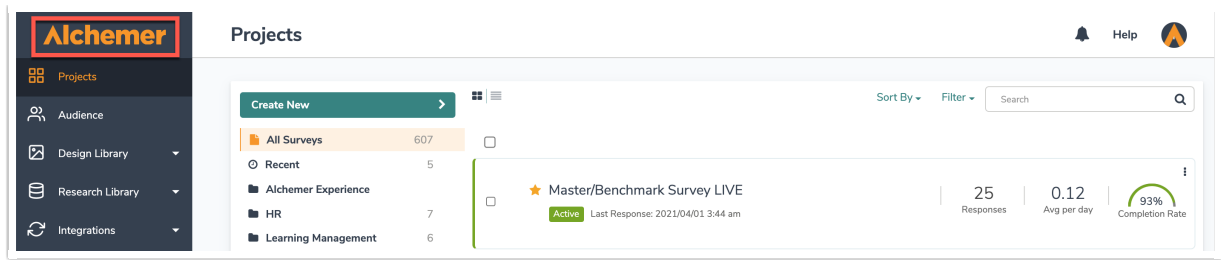 Alchemer
Projects
Help
Projects
Audience
Design Library
Research Library
Integrations
Create New
All Surveys 607
Recent 5
Alchemer Experience
HR 7
Learning Management 6
Sort By
Filter
Search
Master/Benchmark Survey LIVE
Active Last Response: 2021/04/01 3:44 am
25
Responses
0.12
Avg per day
93%
Completion Rate